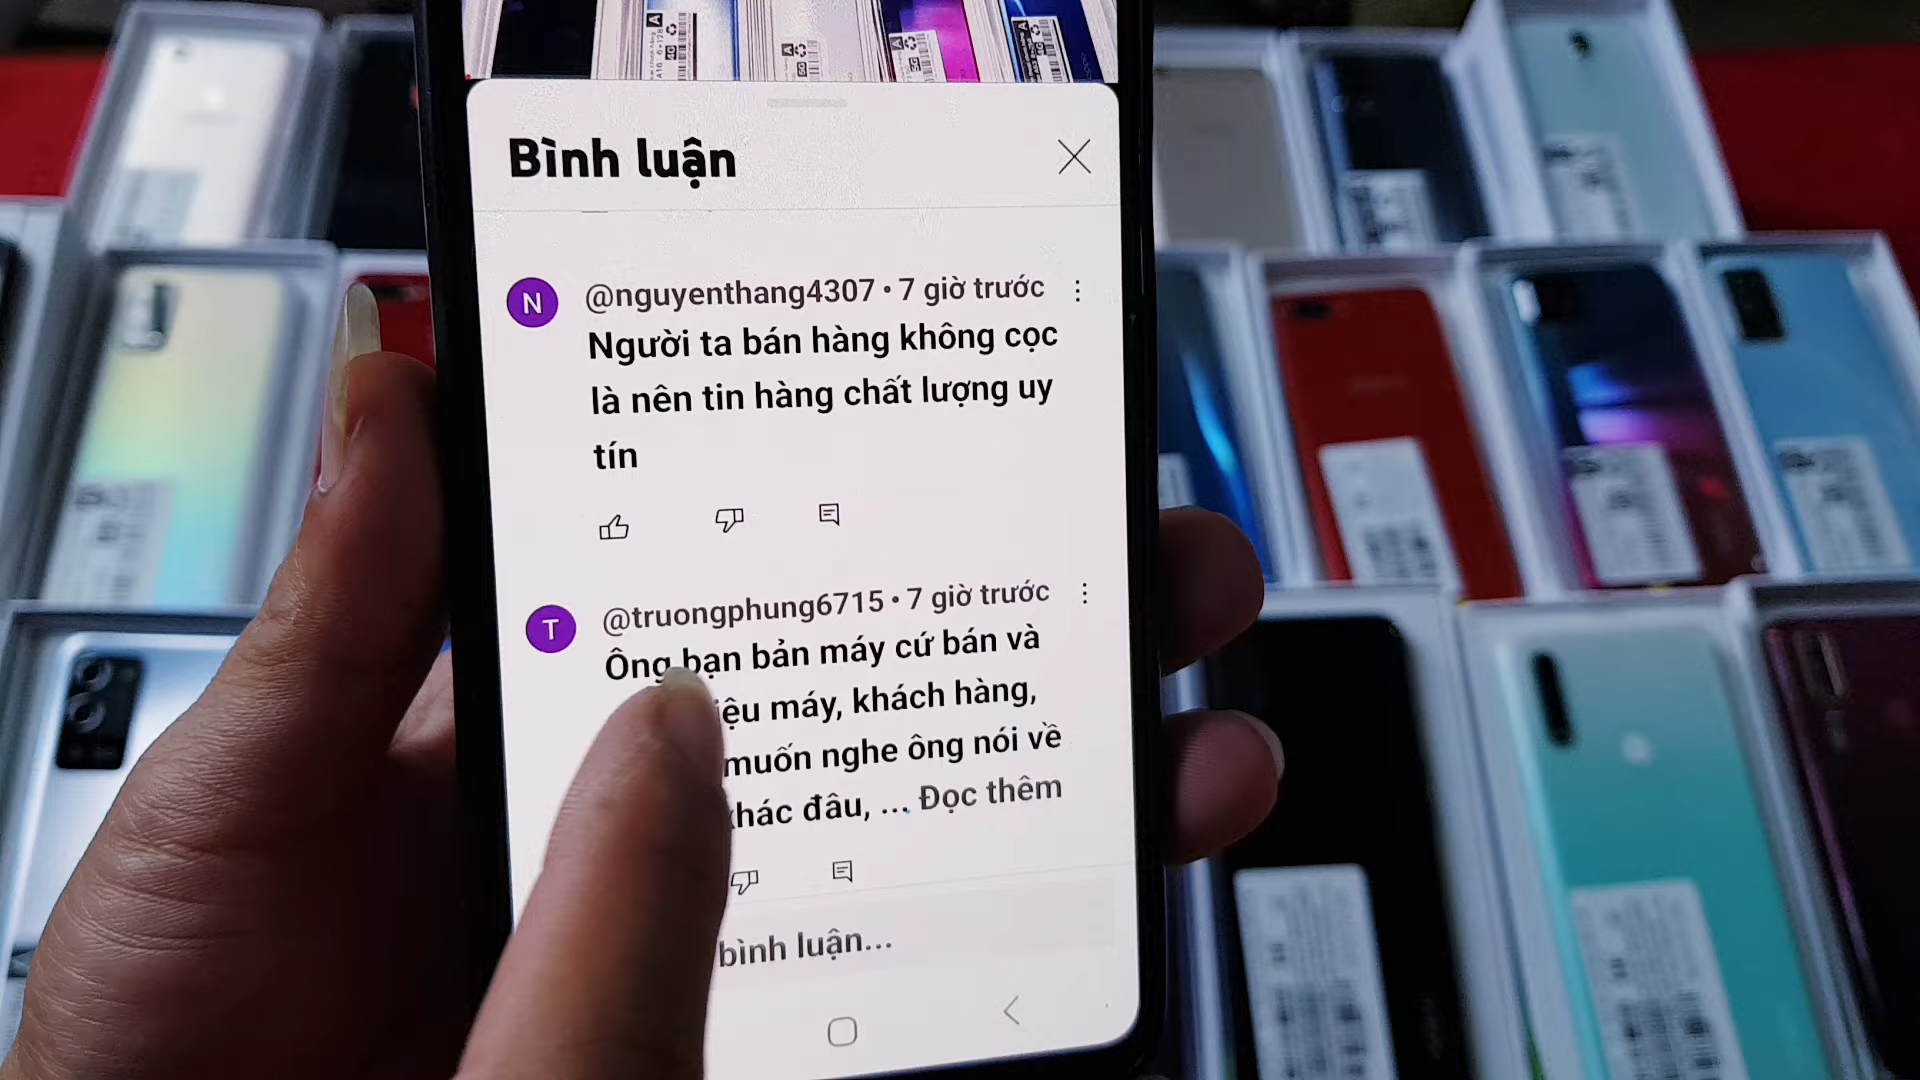 Bình luận
N
@nguyenthang4307 • 7 giờ trước
Người ta bán hàng không cọc
là nên tin hàng chất lượng uy
tín
T
@truongphung6715 • 7 giờ trước
Ông bạn bản máy cứ bán và
máy, khách hàng,
muốn nghe ông nói về
đâu, ... Đọc thêm
bình luận...